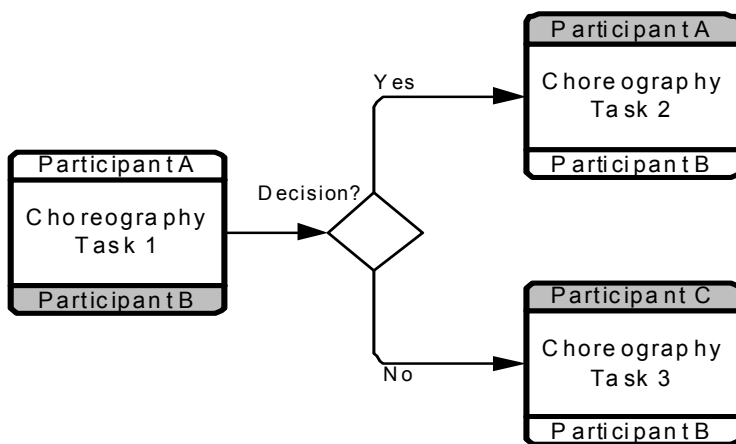 Participant A
Choreography
Task 1
Participant B
Decision?
Yes
Participant A
Choreography
Task 2
Participant B
No
Participant C
Choreography
Task 3
Participant B